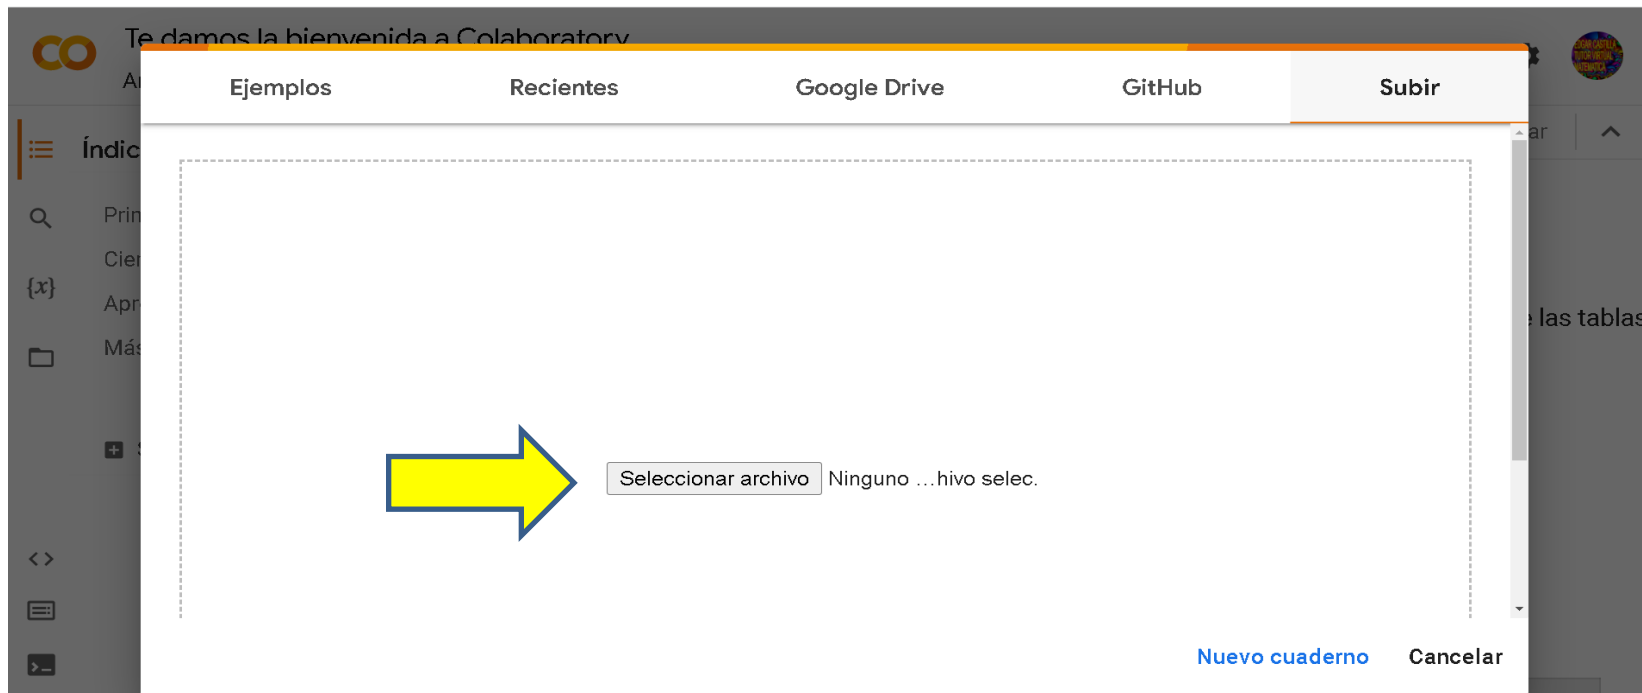 Te damos la bienvenida a Colaboratory
Ar
Ejemplos
Recientes
Google Drive
GitHub
Subir
ar
Índic
Prin
Cier
{x}
Apr
e las tablas
Más
Seleccionar archivo Ninguno ...hivo selec.
Nuevo cuaderno
Cancelar